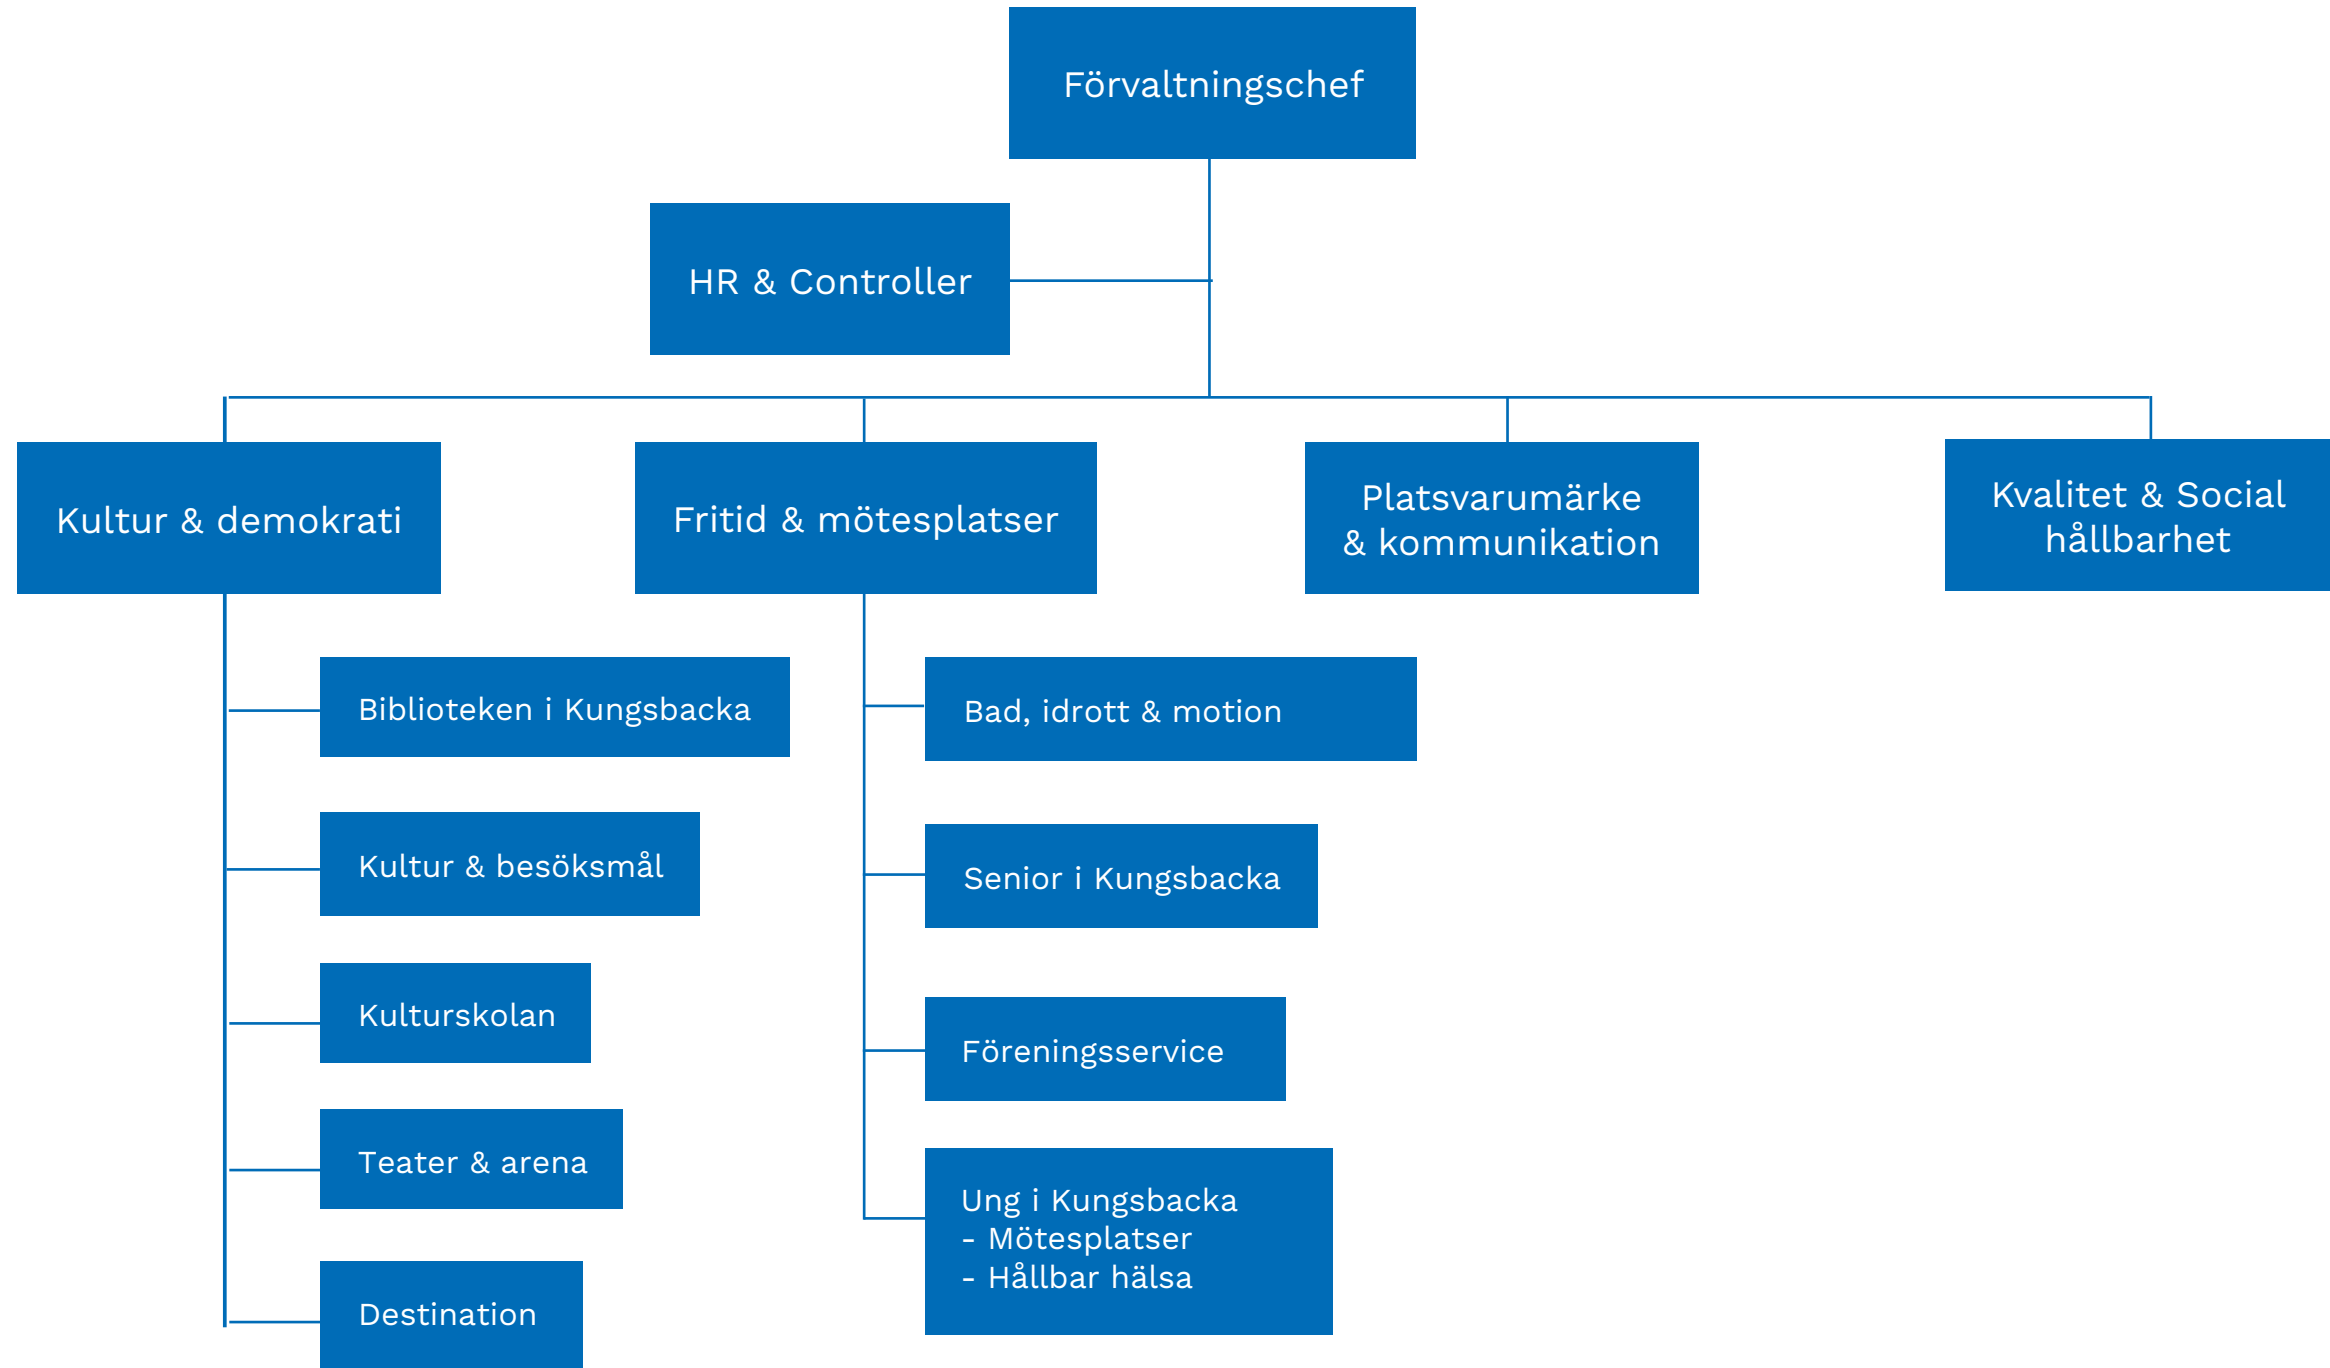 Förvaltningschef
HR & Controller
Kultur & demokrati
Fritid & mötesplatser
Platsvarumärke
& kommunikation
Kvalitet & Social
hållbarhet
Biblioteken i Kungsbacka
Kultur & besöksmål
Kulturskolan
Teater & arena
Destination
Bad, idrott & motion
Senior i Kungsbacka
Föreningsservice
Ung i Kungsbacka
- Mötesplatser
- Hållbar hälsa